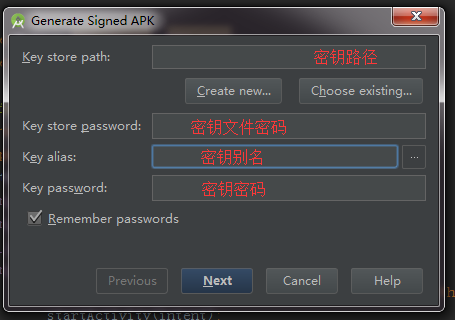 Generate Signed APK
Key store path: 密钥路径
Create new... Choose existing...
Key store password: 密钥文件密码
Key alias: 密钥别名 ...
Key password: 密钥密码
Remember passwords
Previous Next Cancel Help
startActivity(intent)